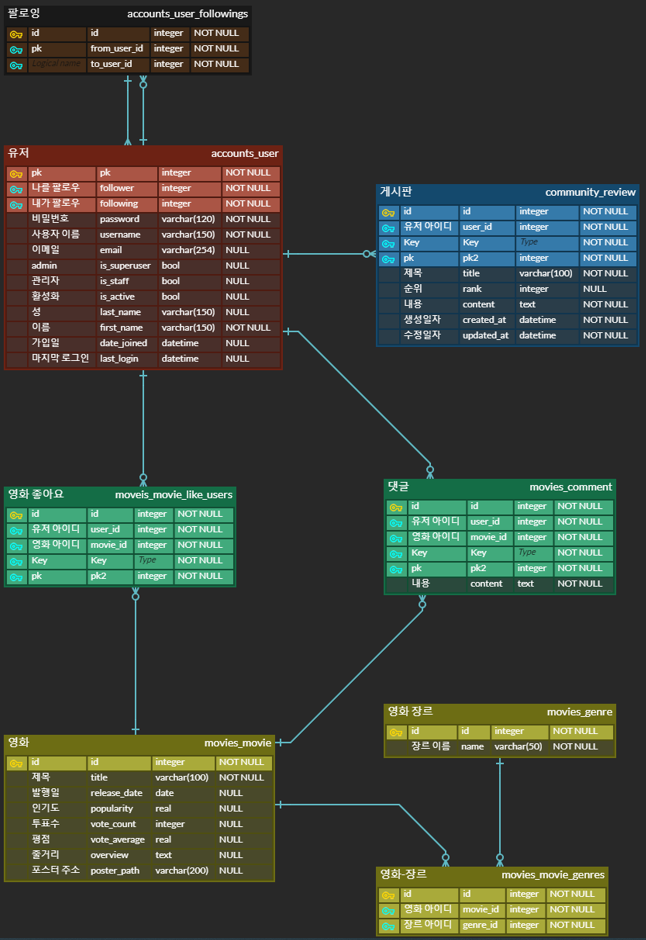 팔로잉 accounts_user_followings
id id integer NOT NULL
pk from_user_id integer NOT NULL
Logical name to_user_id integer NOT NULL
유저 accounts_user
pk pk integer NOT NULL
나를 팔로우 follower integer NOT NULL
내가 팔로우 following integer NOT NULL
비밀번호 password varchar(120) NOT NULL
사용자 이름 username varchar(150) NOT NULL
이메일 email varchar(254) NULL
admin is_superuser bool NULL
관리자 is_staff bool NULL
활성화 is_active bool NULL
성 last_name varchar(150) NULL
이름 first_name varchar(150) NOT NULL
가입일 date_joined datetime NULL
마지막 로그인 last_login datetime NULL
게시판 community_review
id id integer NOT NULL
유저 아이디 user_id integer NOT NULL
Key Key Type NOT NULL
pk pk2 integer NOT NULL
제목 title varchar(100) NOT NULL
순위 rank integer NULL
내용 content text NOT NULL
생성일자 created_at datetime NOT NULL
수정일자 updated_at datetime NOT NULL
영화 좋아요 moveis_movie_like_users
id id integer NOT NULL
유저 아이디 user_id integer NOT NULL
영화 아이디 movie_id integer NOT NULL
Key Key Type NOT NULL
pk pk2 integer NOT NULL
댓글 movies_comment
id id integer NOT NULL
유저 아이디 user_id integer NOT NULL
영화 아이디 movie_id integer NOT NULL
Key Key Type NOT NULL
pk pk2 integer NOT NULL
내용 content text NOT NULL
영화 movies_movie
id id integer NOT NULL
제목 title varchar(100) NOT NULL
발행일 release_date date NULL
인기도 popularity real NULL
투표수 vote_count integer NULL
평점 vote_average real NULL
줄거리 overview text NULL
포스터 주소 poster_path varchar(200) NULL
영화 장르 movies_genre
id id integer NOT NULL
장르 이름 name varchar(50) NOT NULL
영화-장르 movies_movie_genres
id id integer NOT NULL
영화 아이디 movie_id integer NOT NULL
장르 아이디 genre_id integer NOT NULL